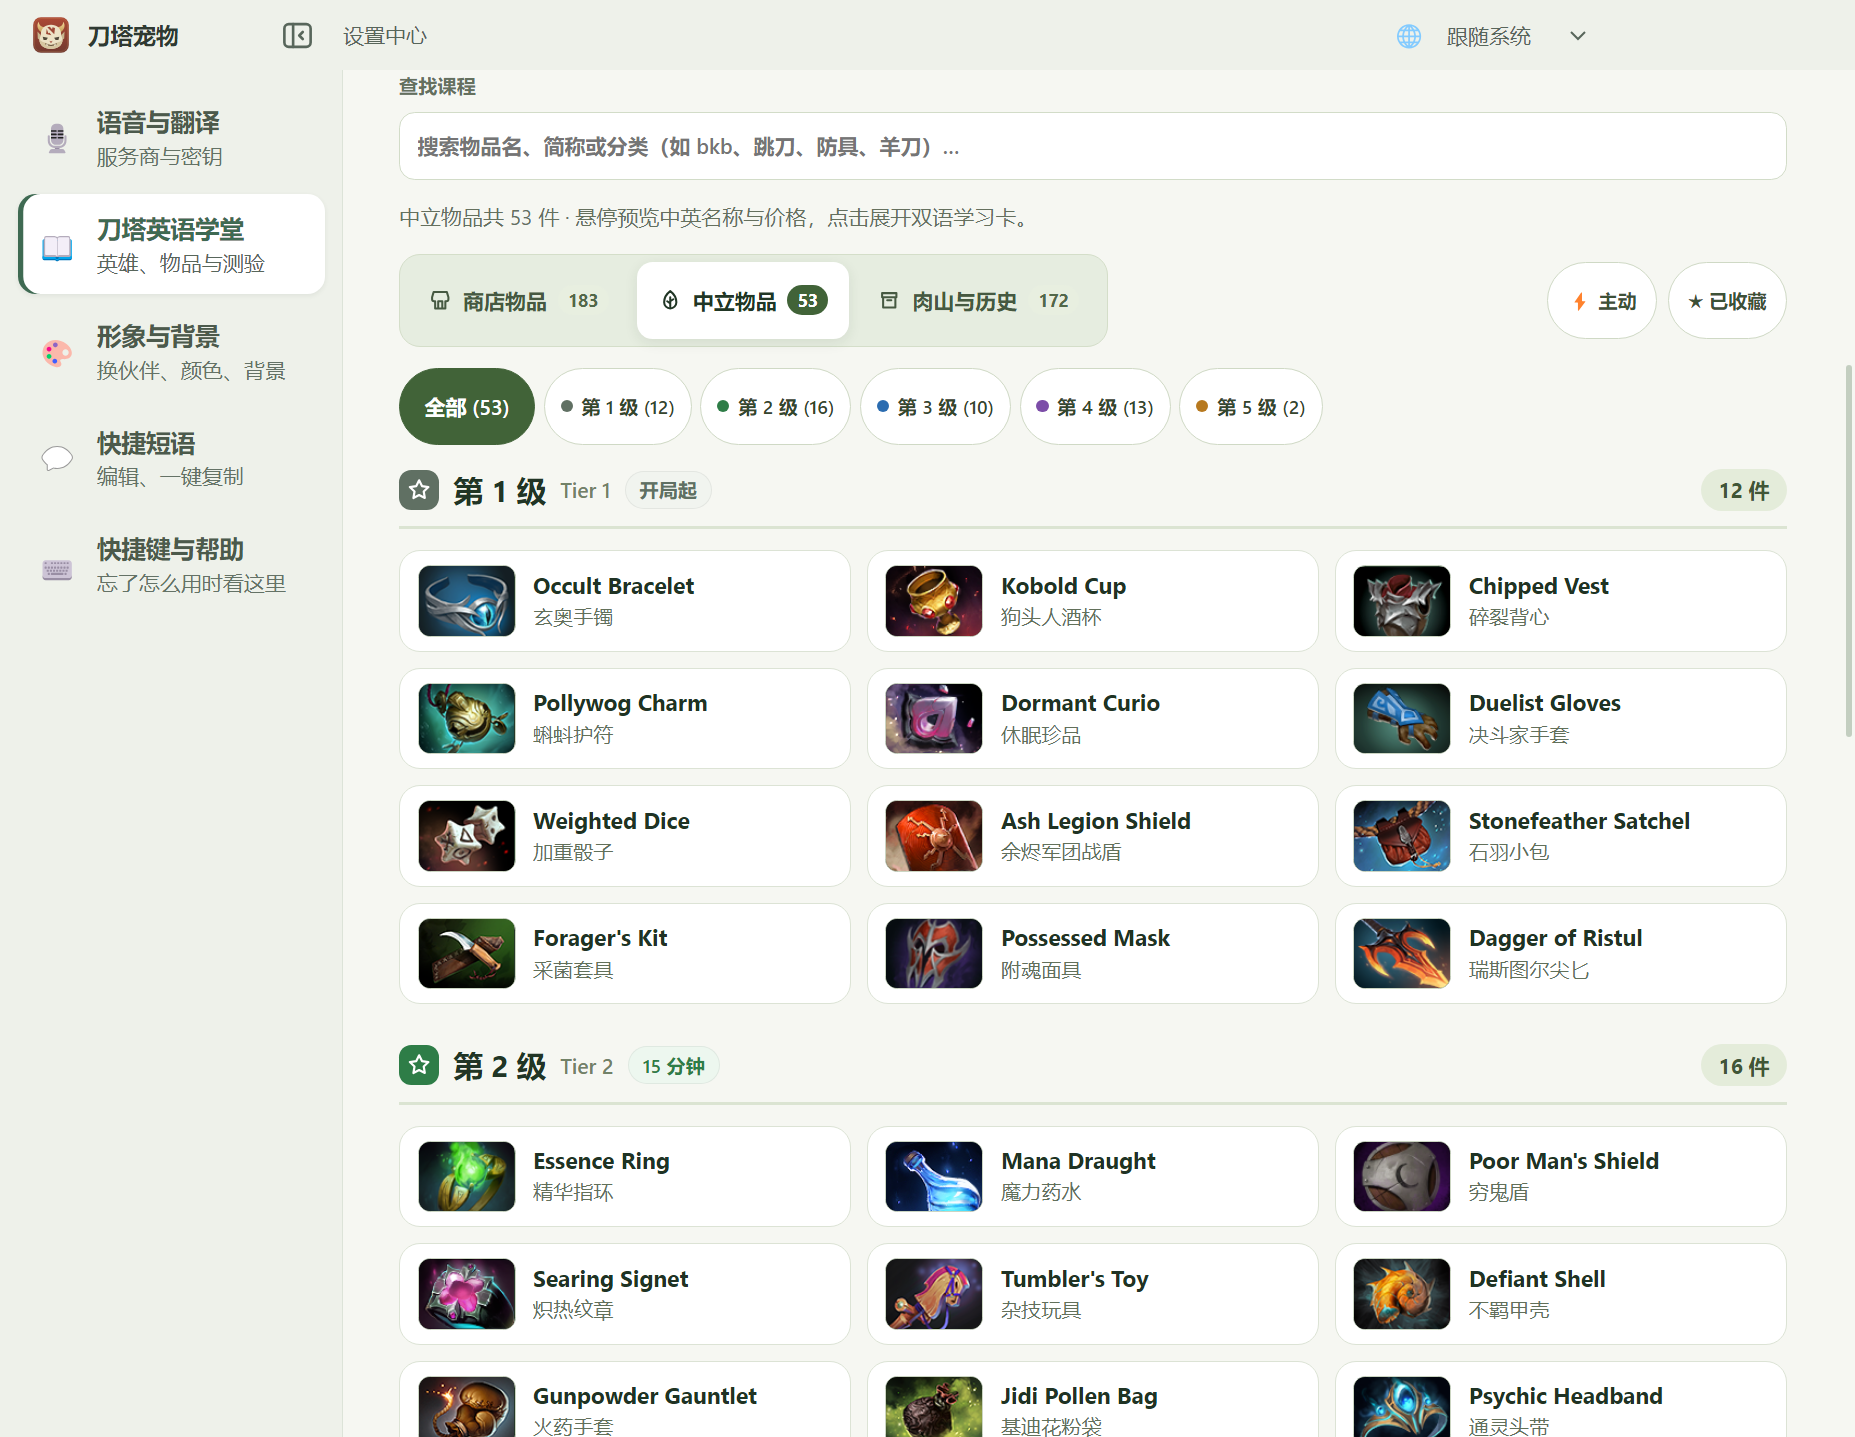 刀塔宠物
设置中心
跟随系统
语音与翻译
服务商与密钥
刀塔英语学堂
英雄、物品与测验
形象与背景
换伙伴、颜色、背景
快捷短语
编辑、一键复制
快捷键与帮助
忘了怎么用时看这里
查找课程
搜索物品名、简称或分类（如 bkb、跳刀、防具、羊刀）...
中立物品共 53 件 · 悬停预览中英名称与价格，点击展开双语学习卡。
商店物品 183
中立物品 53
肉山与历史 172
主动
★ 已收藏
全部 (53)
第 1 级 (12)
第 2 级 (16)
第 3 级 (10)
第 4 级 (13)
第 5 级 (2)
第 1 级 Tier 1 开局起
12 件
Occult Bracelet
玄奥手镯
Kobold Cup
狗头人酒杯
Chipped Vest
碎裂背心
Pollywog Charm
蝌蚪护符
Dormant Curio
休眠珍品
Duelist Gloves
决斗家手套
Weighted Dice
加重骰子
Ash Legion Shield
余烬军团战盾
Stonefeather Satchel
石羽小包
Forager's Kit
采菌套具
Possessed Mask
附魂面具
Dagger of Ristul
瑞斯图尔尖匕
第 2 级 Tier 2 15 分钟
16 件
Essence Ring
精华指环
Mana Draught
魔力药水
Poor Man's Shield
穷鬼盾
Searing Signet
炽热纹章
Tumbler's Toy
杂技玩具
Defiant Shell
不羁甲壳
Gunpowder Gauntlet
火药手套
Jidi Pollen Bag
基迪花粉袋
Psychic Headband
通灵头带